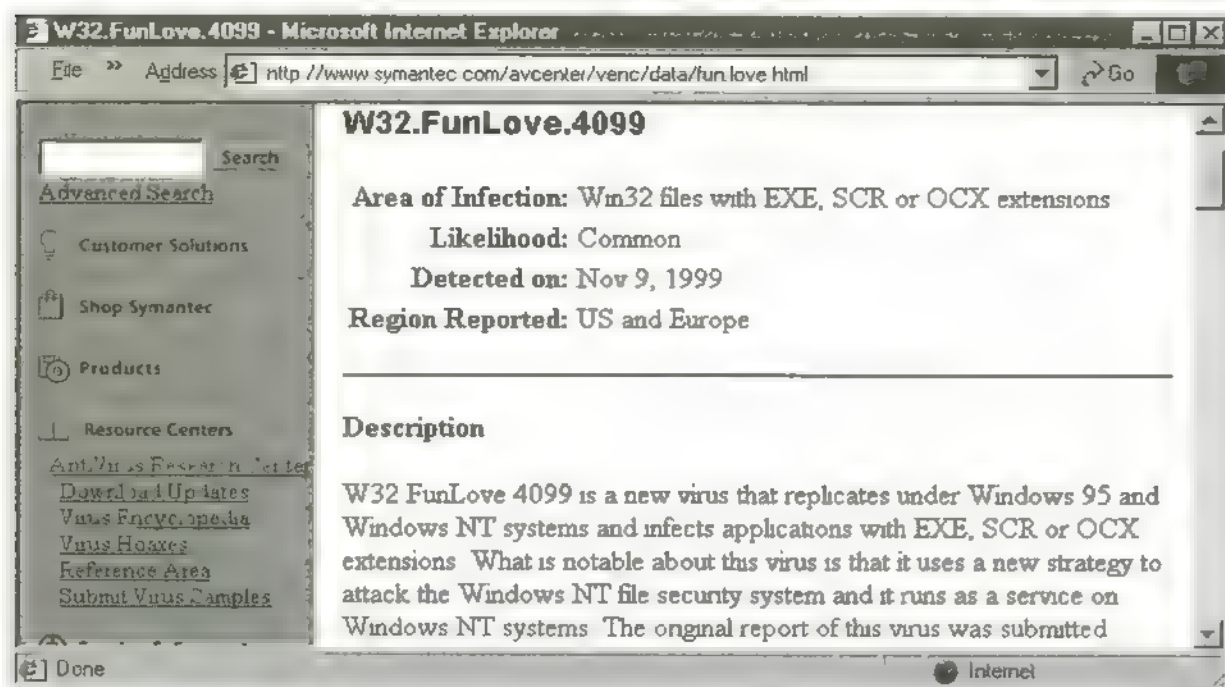 W32.FunLove.4099 - Microsoft Internet Explorer
File >> Address http //www symantec com/avcenter/venc/data/fun love html Go
Search
Advanced Search
Customer Solutions
Shop Symantec
Products
Resource Centers
AntiVirus Research Center
Download Updates
Virus Encyclopedia
Virus Hoaxes
Reference Area
Submit Virus Samples
W32.FunLove.4099
Area of Infection: Win32 files with EXE, SCR or OCX extensions
Likelihood: Common
Detected on: Nov 9, 1999
Region Reported: US and Europe
Description
W32 FunLove 4099 is a new virus that replicates under Windows 95 and
Windows NT systems and infects applications with EXE, SCR or OCX
extensions What is notable about this virus is that it uses a new strategy to
attack the Windows NT file security system and it runs as a service on
Windows NT systems The original report of this virus was submitted
Done
Internet